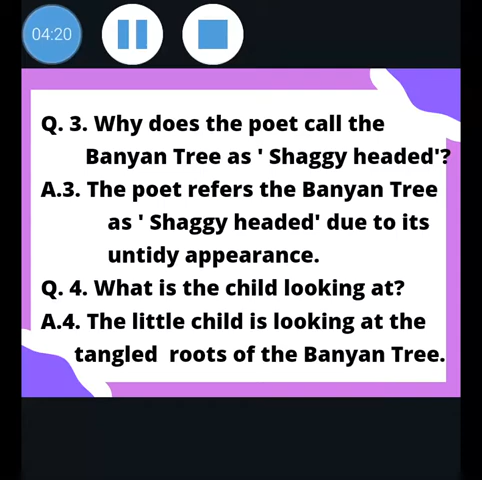 04:20
Q. 3. Why does the poet call the
Banyan Tree as ' Shaggy headed'?
A.3. The poet refers the Banyan Tree
as ' Shaggy headed' due to its
untidy appearance.
Q. 4. What is the child looking at?
A.4. The little child is looking at the
tangled roots of the Banyan Tree.